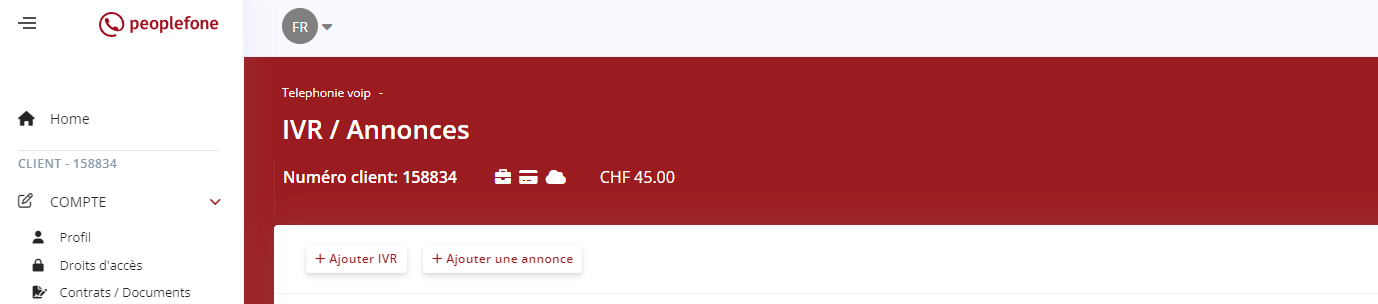 peoplefone
FR
Home
CLIENT - 158834
COMPTE
Profil
Droits d'accès
Contrats / Documents
Telephonie voip -
IVR / Annonces
Numéro client: 158834 CHF 45.00
+ Ajouter IVR + Ajouter une annonce